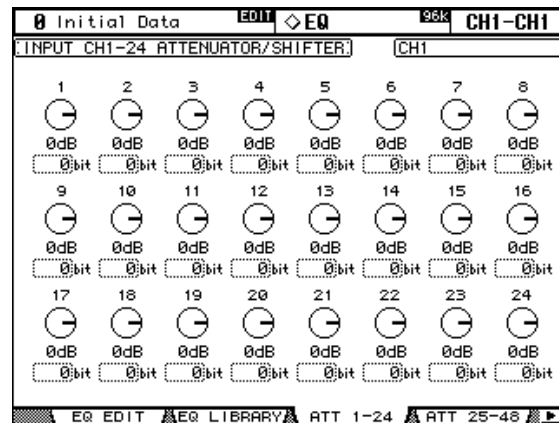 0 Initial Data EDIT ◇EQ 96k CH1-CH1
INPUT CH1-24 ATTENUATOR/SHIFTER CH1
1 2 3 4 5 6 7 8
0dB 0dB 0dB 0dB 0dB 0dB 0dB 0dB
0bit 0bit 0bit 0bit 0bit 0bit 0bit 0bit
9 10 11 12 13 14 15 16
0dB 0dB 0dB 0dB 0dB 0dB 0dB 0dB
0bit 0bit 0bit 0bit 0bit 0bit 0bit 0bit
17 18 19 20 21 22 23 24
0dB 0dB 0dB 0dB 0dB 0dB 0dB 0dB
0bit 0bit 0bit 0bit 0bit 0bit 0bit 0bit
EQ EDIT EQ LIBRARY ATT 1-24 ATT 25-48